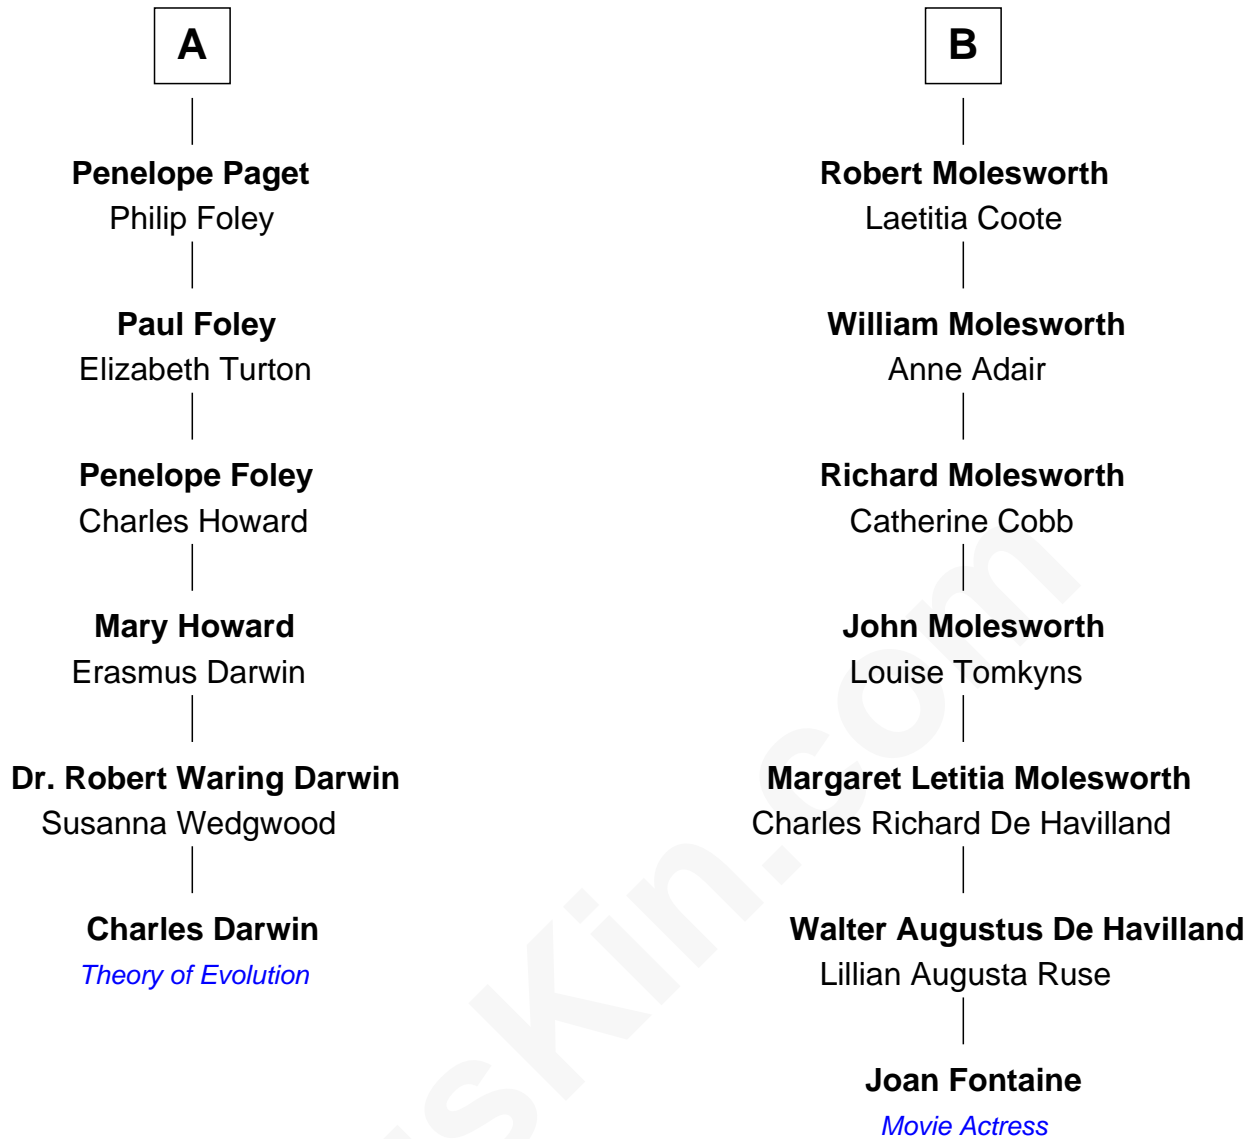 A
Penelope Paget
Philip Foley
Paul Foley
Elizabeth Turton
Penelope Foley
Charles Howard
Mary Howard
Erasmus Darwin
Dr. Robert Waring Darwin
Susanna Wedgwood
Charles Darwin
Theory of Evolution
B
Robert Molesworth
Laetitia Coote
William Molesworth
Anne Adair
Richard Molesworth
Catherine Cobb
John Molesworth
Louise Tomkyns
Margaret Letitia Molesworth
Charles Richard De Havilland
Walter Augustus De Havilland
Lillian Augusta Ruse
Joan Fontaine
Movie Actress